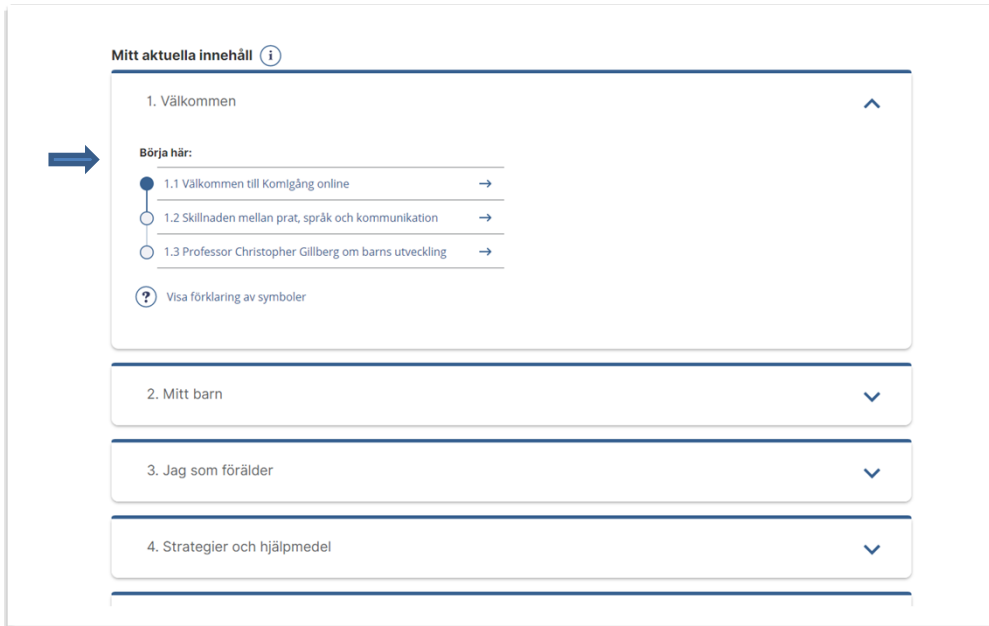 Mitt aktuella innehåll i
1. Välkommen
Börja här:
1.1 Välkommen till KomIgång online
1.2 Skillnaden mellan prat, språk och kommunikation
1.3 Professor Christopher Gillberg om barns utveckling
? Visa förklaring av symboler
2. Mitt barn
3. Jag som förälder
4. Strategier och hjälpmedel